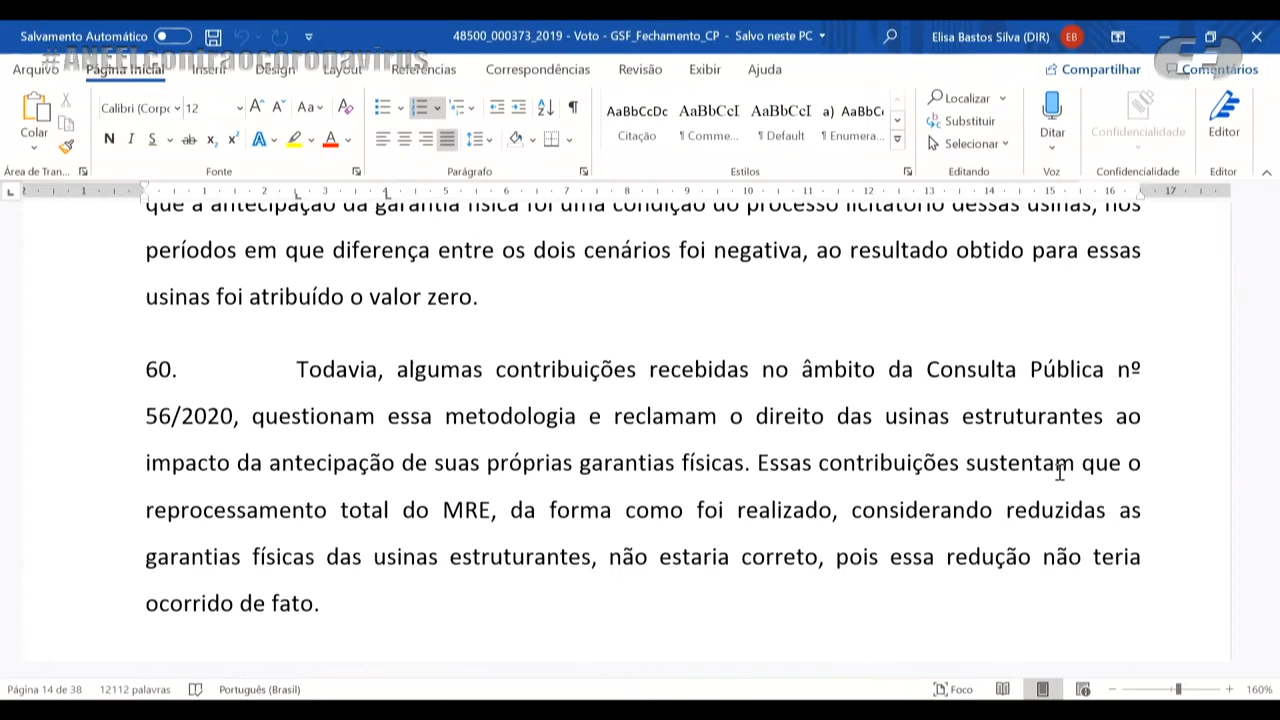 Salvamento Automático
48500_000373_2019 - Voto - GSF_Fechamento_CP - Salvo neste PC
Elisa Bastos Silva (DIR) EB
#ANEELcontraocoronavirus
Arquivo Página Inicial Inserir Design Layout Referências Correspondências Revisão Exibir Ajuda Compartilhar Comentários
Colar
Calibri (Corpo 12
AaBbCcDc AaBbCcI AaBbCcI a) AaBbC
Citação ¶ Comme... ¶ Default ¶ Enumera...
Localizar
Substituir
Selecionar
Ditar
Confidencialidade
Editor
Área de Tran... Fonte Parágrafo Estilos Editando Voz Confidencialidade Editor
que a antecipação da garantia física foi uma condição do processo licitatório dessas usinas, nos
períodos em que diferença entre os dois cenários foi negativa, ao resultado obtido para essas
usinas foi atribuído o valor zero.
60. Todavia, algumas contribuições recebidas no âmbito da Consulta Pública nº
56/2020, questionam essa metodologia e reclamam o direito das usinas estruturantes ao
impacto da antecipação de suas próprias garantias físicas. Essas contribuições sustentam que o
reprocessamento total do MRE, da forma como foi realizado, considerando reduzidas as
garantias físicas das usinas estruturantes, não estaria correto, pois essa redução não teria
ocorrido de fato.
Página 14 de 38 12112 palavras Português (Brasil) Foco 160%